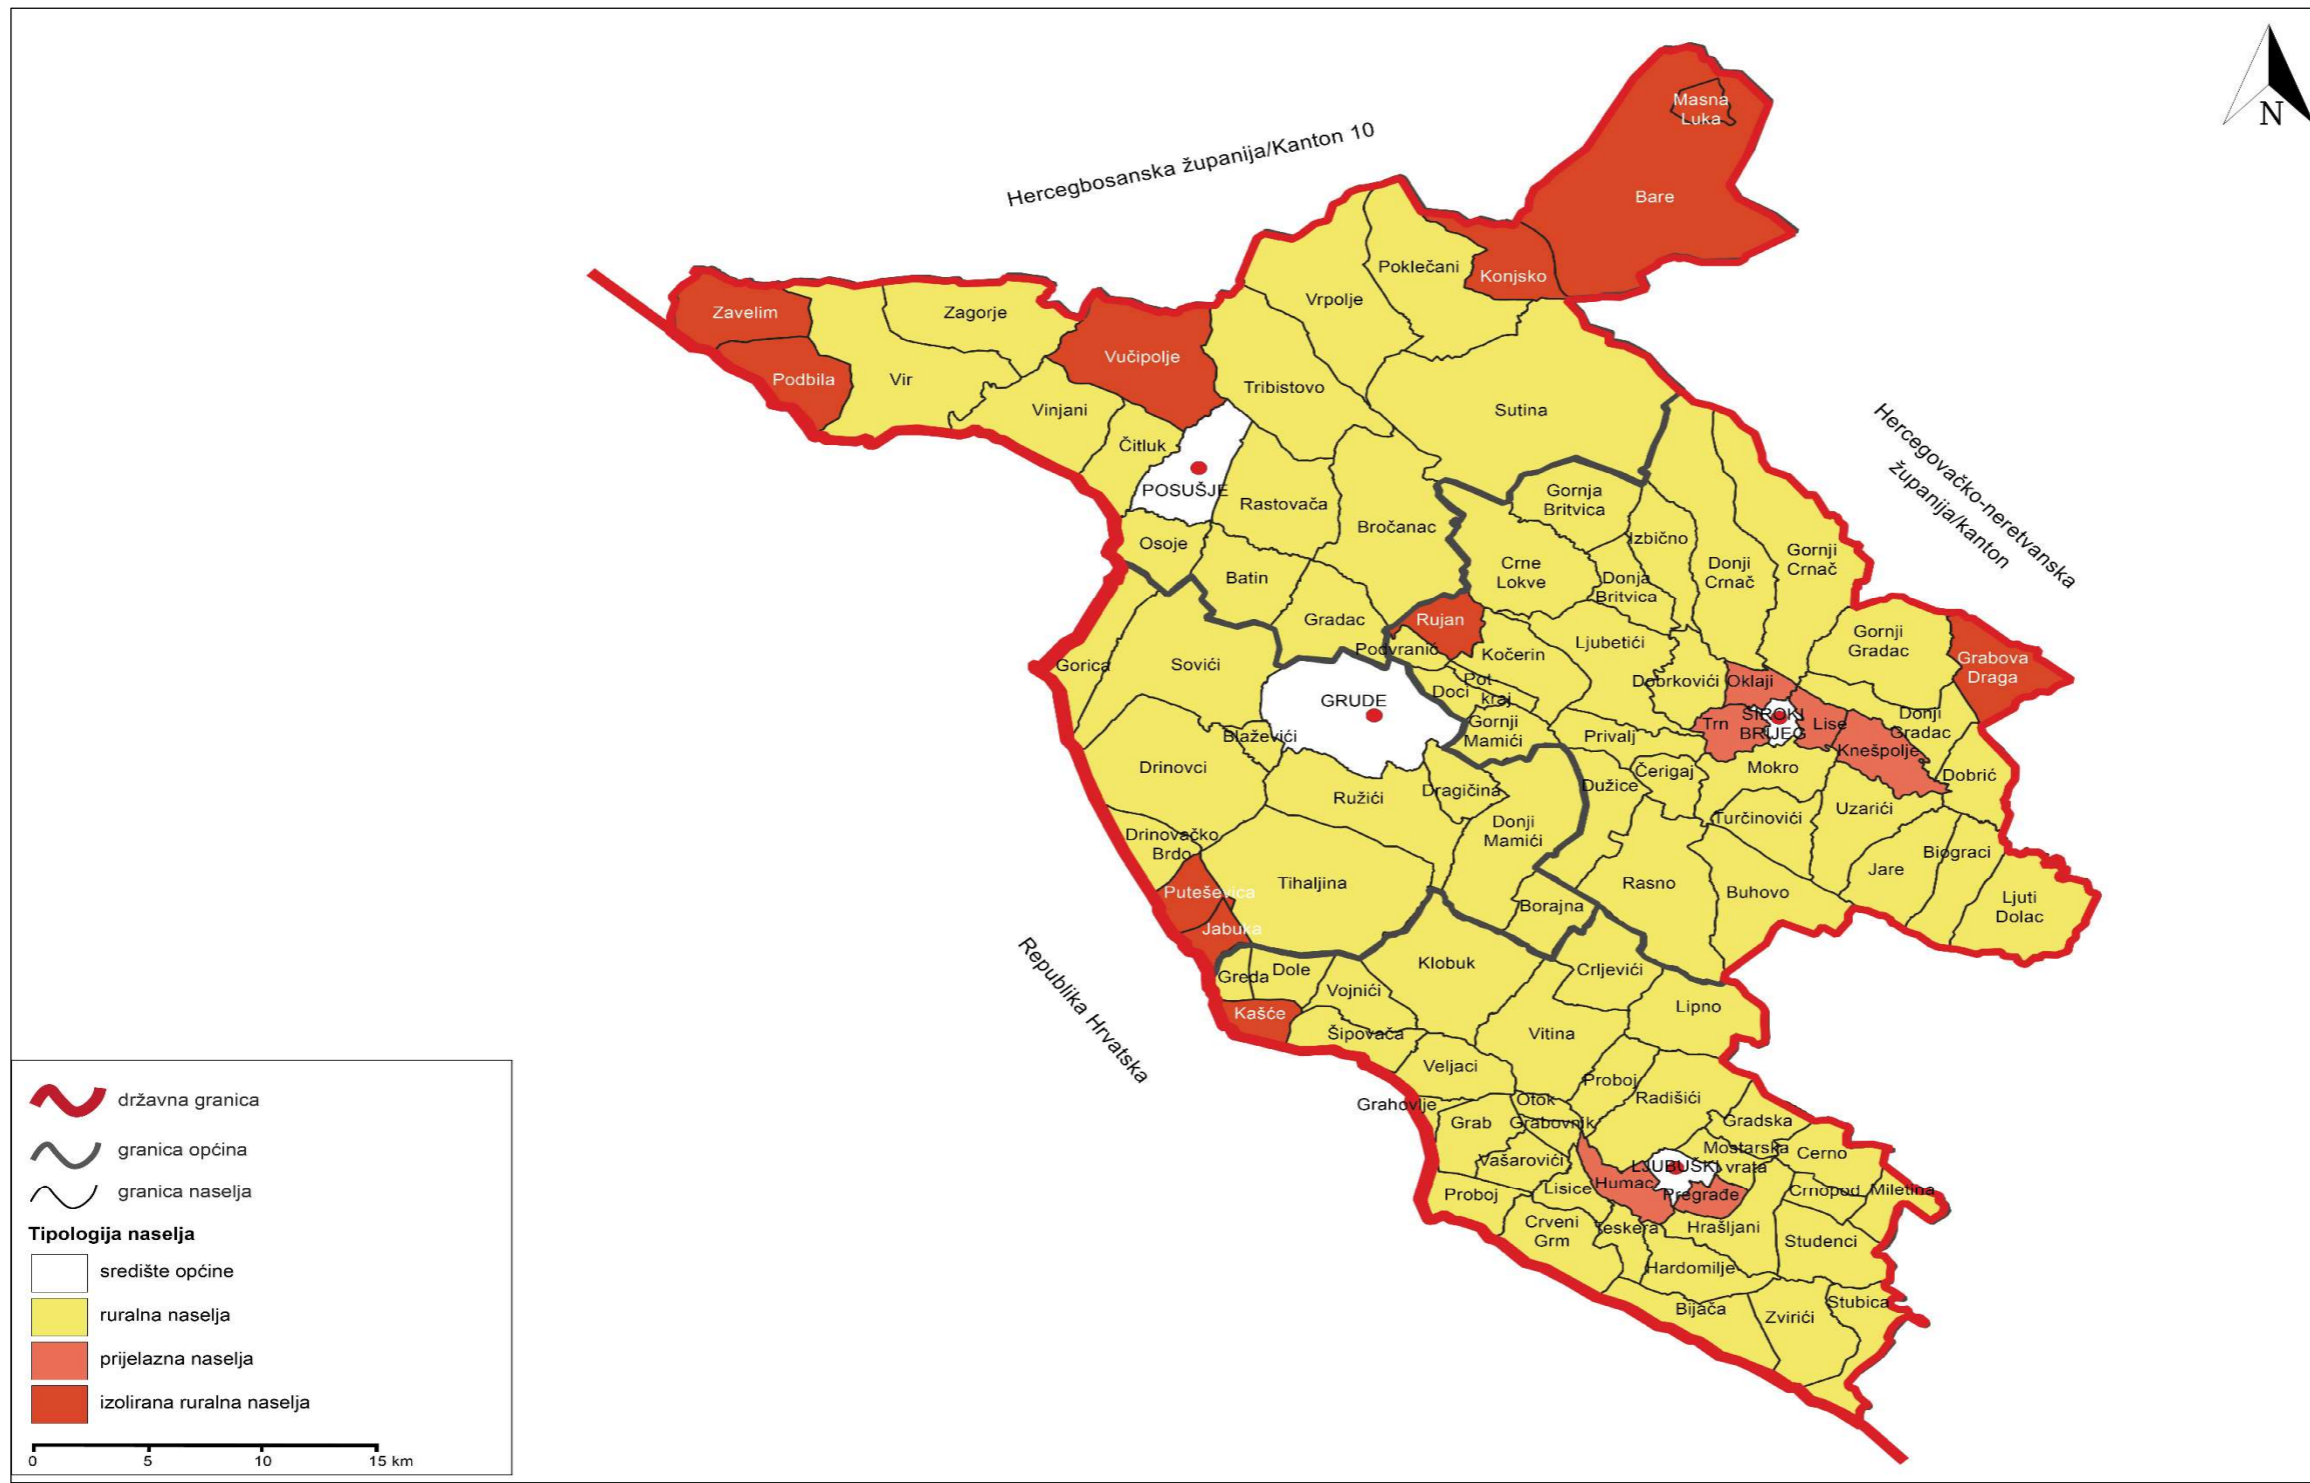 Masna
Luka
N
Hercegbosanska županija/Kanton 10
Bare
Poklečani
Konjsko
Vrpolje
Zavelim
Zagorje
Vučipolje
Podbila
Vir
Tribistovo
Vinjani
Sutina
Hercegovačko-neretvanska
županija/kanton
Čitluk
POSUŠJE
Rastovača
Gornja
Britvica
Bročanac
Izbično
Osoje
Gornji
Crnač
Crne
Lokve
Donji
Crnač
Batin
Donja
Britvica
Gradac
Rujan
Ljubetići
Gornji
Gradac
Podvranić
Kočerin
Gorica
Sovići
Grabova
Draga
Dobrkovići
Oklaji
Doci
Pot
kraj
GRUDE
Gornji
Mamići
Trn
ŠIROKI
BRIJEG
Lise
Donji
Gradac
Blaževići
Privalj
Knešpolje
Drinovci
Čerigaj
Mokro
Dobrić
Ružići
Dragičina
Dužice
Uzarići
Turčinovići
Donji
Mamići
Drinovačko
Brdo
Biograci
Jare
Tihaljina
Rasno
Buhovo
Puteševica
Ljuti
Dolac
Borajna
Jabuka
Republika Hrvatska
Klobuk
Crljevići
Greda
Dole
Vojnići
Lipno
Kašće
Šipovača
Vitina
Veljaci
Proboj
Radišići
Grahovlje
Otok
Grab
Grabovnik
Gradska
Mostarska
vrata
Cerno
Vašarovići
LJUBUŠKI
Humac
Pregrađe
Proboj
Lisice
Crnopod
Miletina
Crveni
Grm
Teskera
Hrašljani
Studenci
Hardomilje
Bijača
Zvirići
Stubica
državna granica
granica općina
granica naselja
Tipologija naselja
središte općine
ruralna naselja
prijelazna naselja
izolirana ruralna naselja
0 5 10 15 km